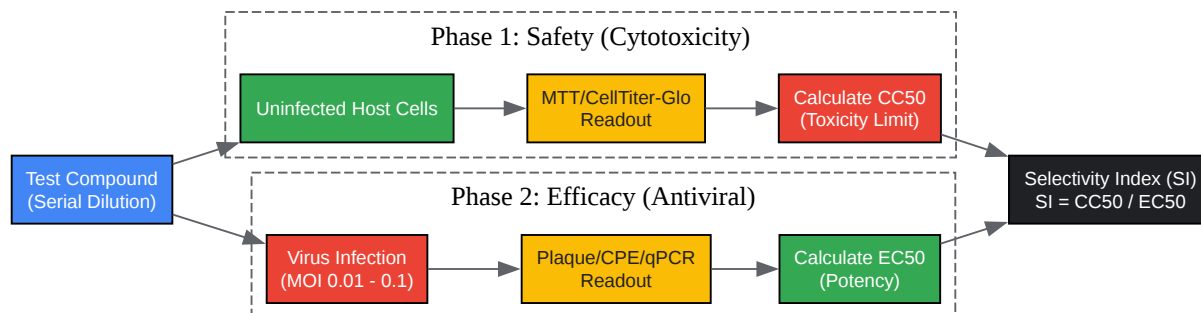 Phase 1: Safety (Cytotoxicity)
Uninfected Host Cells
MTT/CellTiter-Glo
Readout
Calculate CC50
(Toxicity Limit)
Test Compound
(Serial Dilution)
Selectivity Index (SI)
SI = CC50 / EC50
Phase 2: Efficacy (Antiviral)
Virus Infection
(MOI 0.01 - 0.1)
Plaque/CPE/qPCR
Readout
Calculate EC50
(Potency)